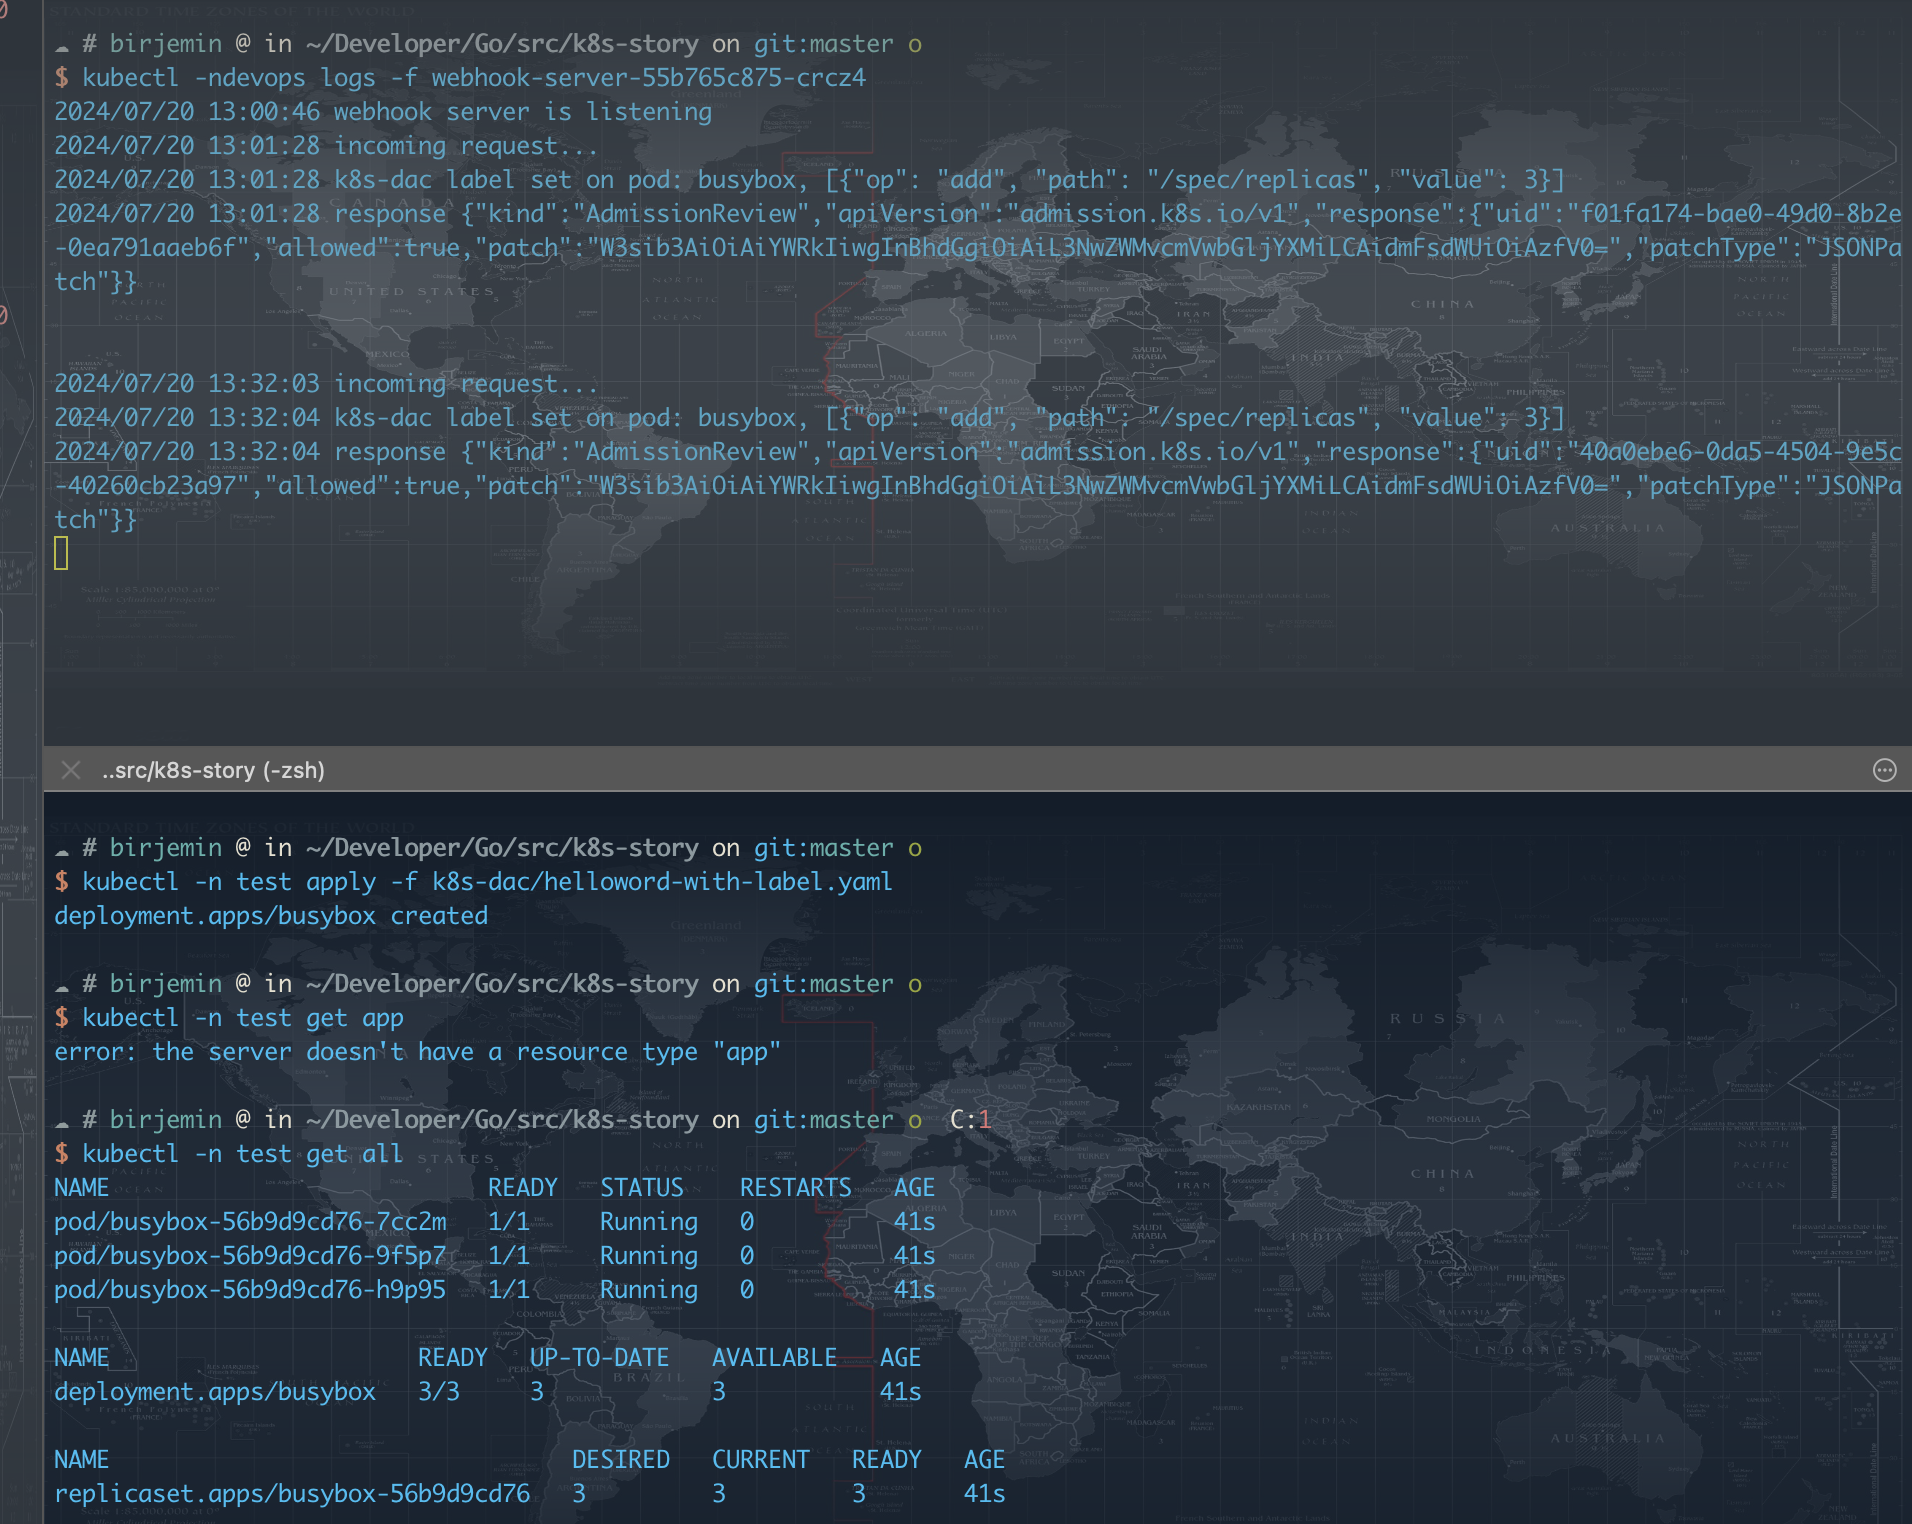 ☁ # birjemin @ in ~/Developer/Go/src/k8s-story on git:master o
$ kubectl -ndevops logs -f webhook-server-55b765c875-crcz4
2024/07/20 13:00:46 webhook server is listening
2024/07/20 13:01:28 incoming request...
2024/07/20 13:01:28 k8s-dac label set on pod: busybox, [{"op": "add", "path": "/spec/replicas", "value": 3}]
2024/07/20 13:01:28 response {"kind":"AdmissionReview","apiVersion":"admission.k8s.io/v1","response":{"uid":"f01fa174-bae0-49d0-8b2e
-0ea791aaeb6f","allowed":true,"patch":"W3sib3AiOiAiYWRkIiwgInBhdGgiOiAiL3NwZWMvcmVwbGljYXMiLCAidmFsdWUiOiAzfV0=","patchType":"JSONPa
tch"}}
2024/07/20 13:32:03 incoming request...
2024/07/20 13:32:04 k8s-dac label set on pod: busybox, [{"op": "add", "path": "/spec/replicas", "value": 3}]
2024/07/20 13:32:04 response {"kind":"AdmissionReview","apiVersion":"admission.k8s.io/v1","response":{"uid":"40a0ebe6-0da5-4504-9e5c
-40260cb23a97","allowed":true,"patch":"W3sib3AiOiAiYWRkIiwgInBhdGgiOiAiL3NwZWMvcmVwbGljYXMiLCAidmFsdWUiOiAzfV0=","patchType":"JSONPa
tch"}}
..src/k8s-story (-zsh)
☁ # birjemin @ in ~/Developer/Go/src/k8s-story on git:master o
$ kubectl -n test apply -f k8s-dac/helloword-with-label.yaml
deployment.apps/busybox created
☁ # birjemin @ in ~/Developer/Go/src/k8s-story on git:master o
$ kubectl -n test get app
error: the server doesn't have a resource type "app"
☁ # birjemin @ in ~/Developer/Go/src/k8s-story on git:master o C:1
$ kubectl -n test get all
NAME READY STATUS RESTARTS AGE
pod/busybox-56b9d9cd76-7cc2m 1/1 Running 0 41s
pod/busybox-56b9d9cd76-9f5p7 1/1 Running 0 41s
pod/busybox-56b9d9cd76-h9p95 1/1 Running 0 41s
NAME READY UP-TO-DATE AVAILABLE AGE
deployment.apps/busybox 3/3 3 3 41s
NAME DESIRED CURRENT READY AGE
replicaset.apps/busybox-56b9d9cd76 3 3 3 41s